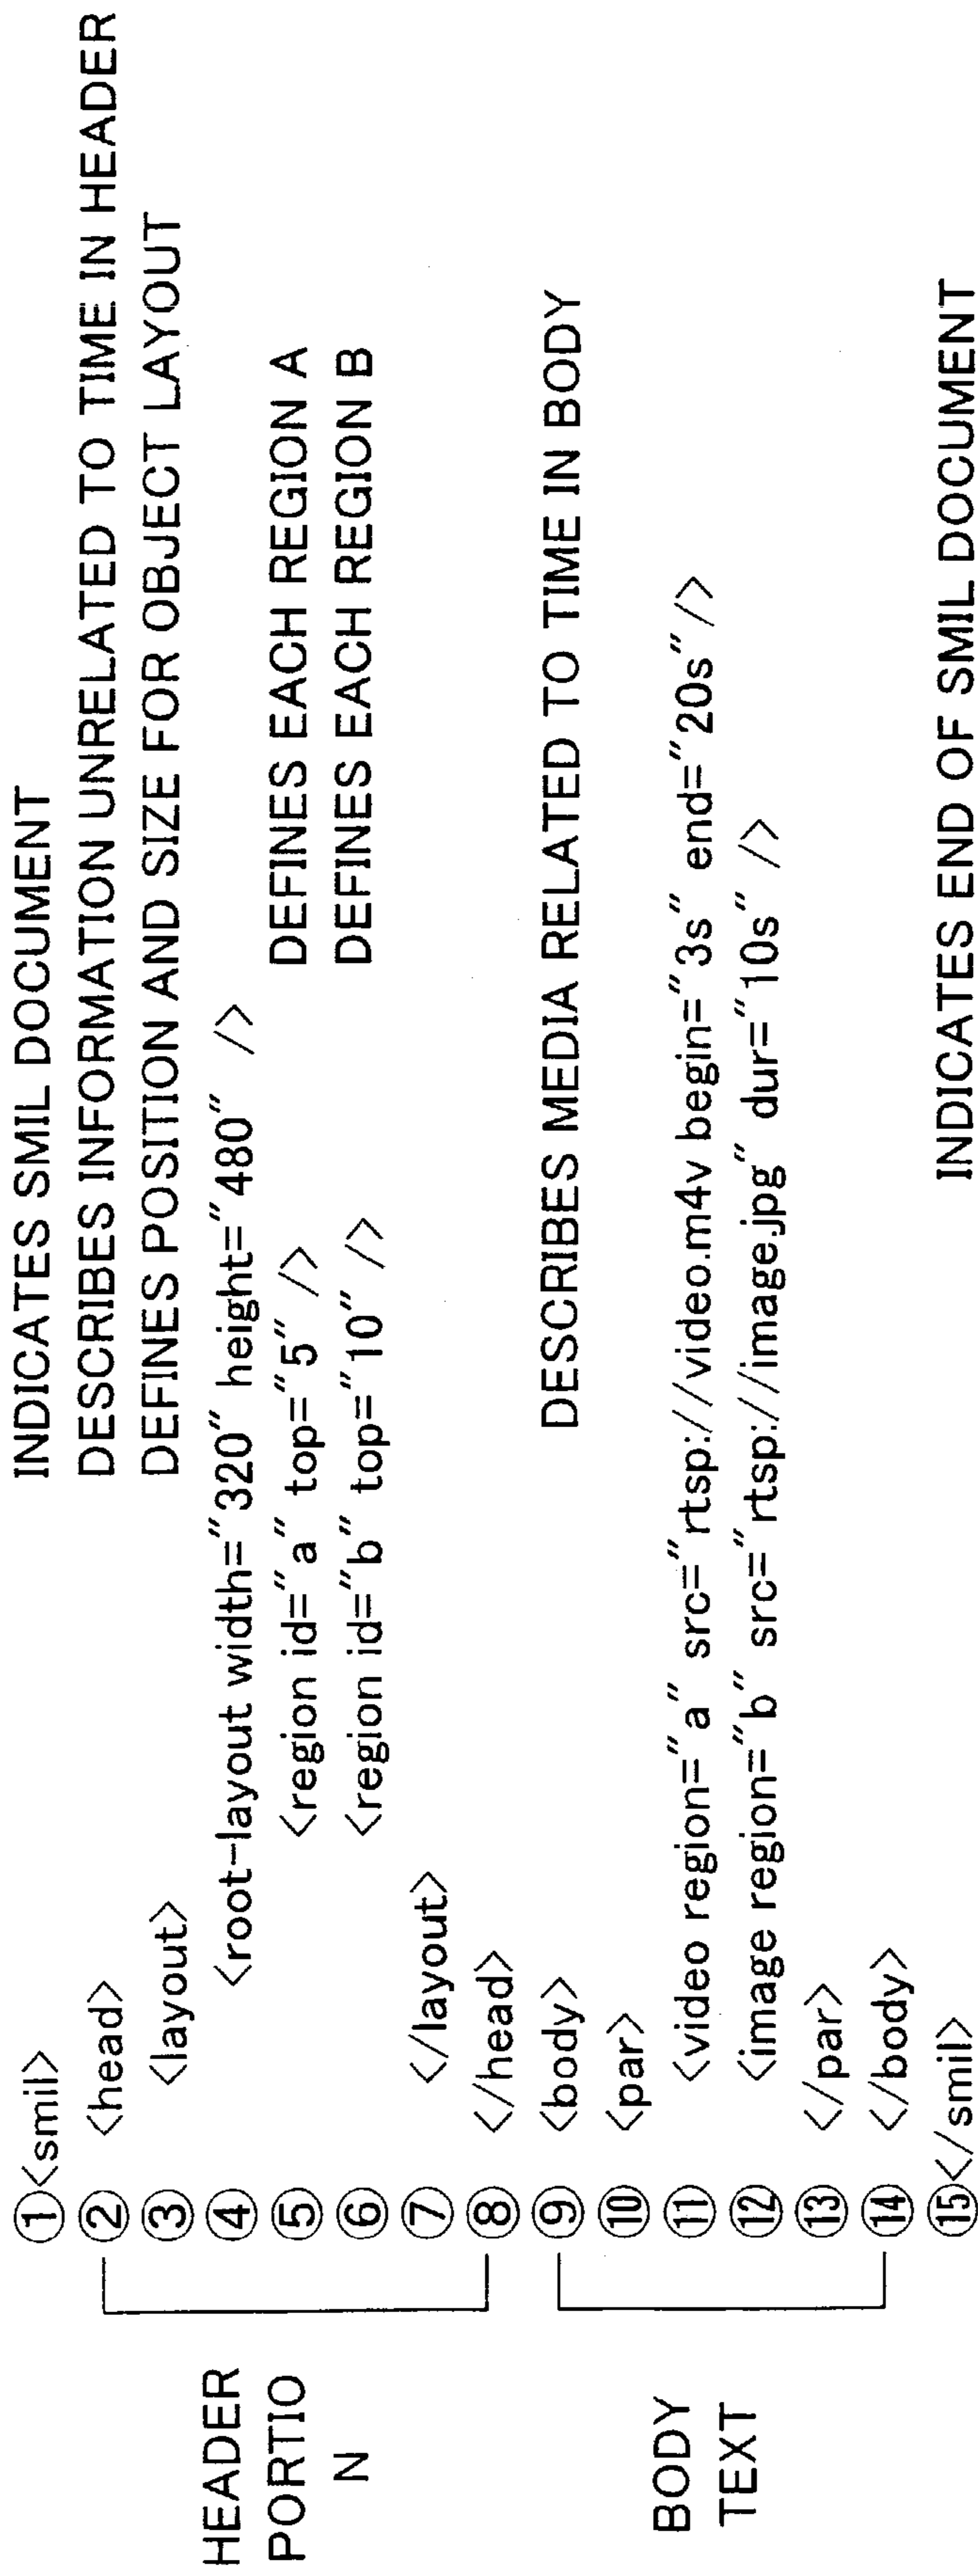 ①<smil> INDICATES SMIL DOCUMENT
② <head> DESCRIBES INFORMATION UNRELATED TO TIME IN HEADER
③ <layout> DEFINES POSITION AND SIZE FOR OBJECT LAYOUT
④ <root-layout width="320" height="480" />
⑤ <region id="a" top="5" /> DEFINES EACH REGION A
⑥ <region id="b" top="10" /> DEFINES EACH REGION B
⑦ </layout>
⑧ </head>
⑨ <body> DESCRIBES MEDIA RELATED TO TIME IN BODY
⑩ <par>
⑪ <video region="a" src="rtsp://video.m4v begin="3s" end="20s"/>
⑫ <image region="b" src="rtsp://image.jpg" dur="10s" />
⑬ </par>
⑭ </body>
⑮</smil> INDICATES END OF SMIL DOCUMENT
HEADER
PORTIO
N
BODY
TEXT